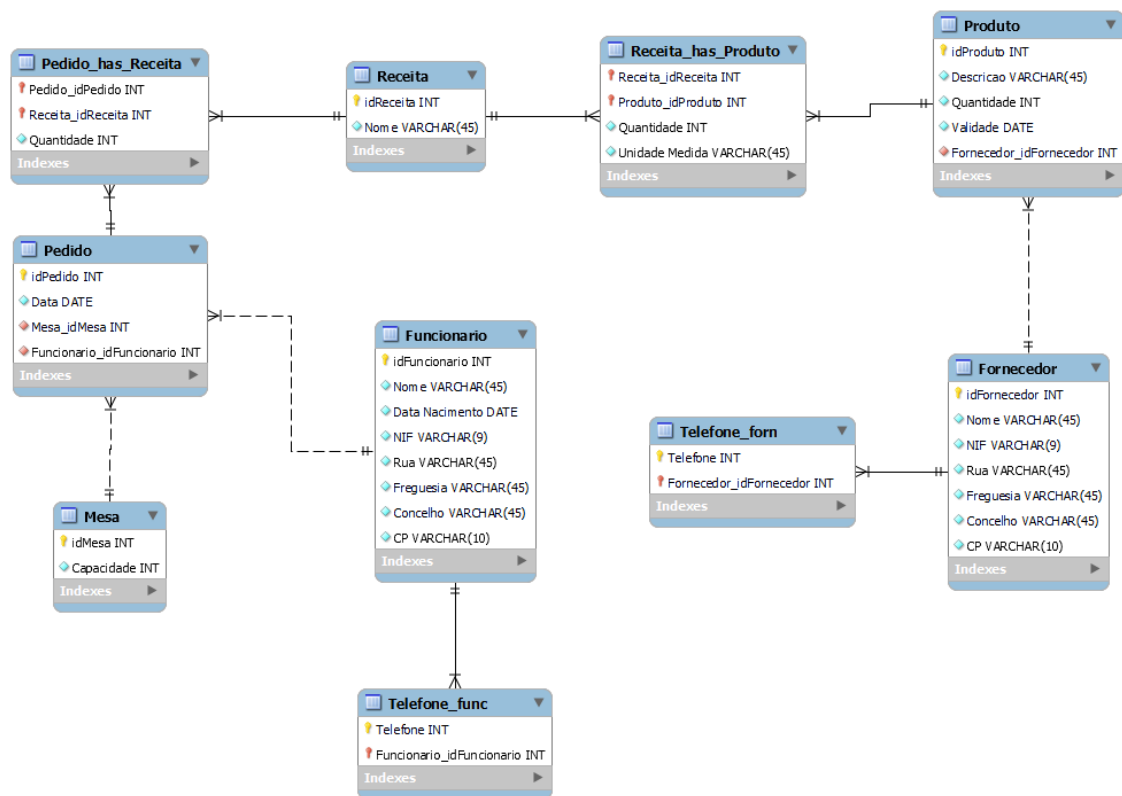 Pedido_has_Receita
Pedido_idPedido INT
Receita_idReceita INT
Quantidade INT
Indexes
Receita
idReceita INT
Nome VARCHAR(45)
Indexes
Receita_has_Produto
Receita_idReceita INT
Produto_idProduto INT
Quantidade INT
Unidade Medida VARCHAR(45)
Indexes
Produto
idProduto INT
Descricao VARCHAR(45)
Quantidade INT
Validade DATE
Fornecedor_idFornecedor INT
Indexes
Pedido
idPedido INT
Data DATE
Mesa_idMesa INT
Funcionario_idFuncionario INT
Indexes
Funcionario
idFuncionario INT
Nome VARCHAR(45)
Data Nacimento DATE
NIF VARCHAR(9)
Rua VARCHAR(45)
Freguesia VARCHAR(45)
Concelho VARCHAR(45)
CP VARCHAR(10)
Indexes
Fornecedor
idFornecedor INT
Nome VARCHAR(45)
NIF VARCHAR(9)
Rua VARCHAR(45)
Freguesia VARCHAR(45)
Concelho VARCHAR(45)
CP VARCHAR(10)
Indexes
Telefone_forn
Telefone INT
Fornecedor_idFornecedor INT
Indexes
Mesa
idMesa INT
Capacidade INT
Indexes
Telefone_func
Telefone INT
Funcionario_idFuncionario INT
Indexes